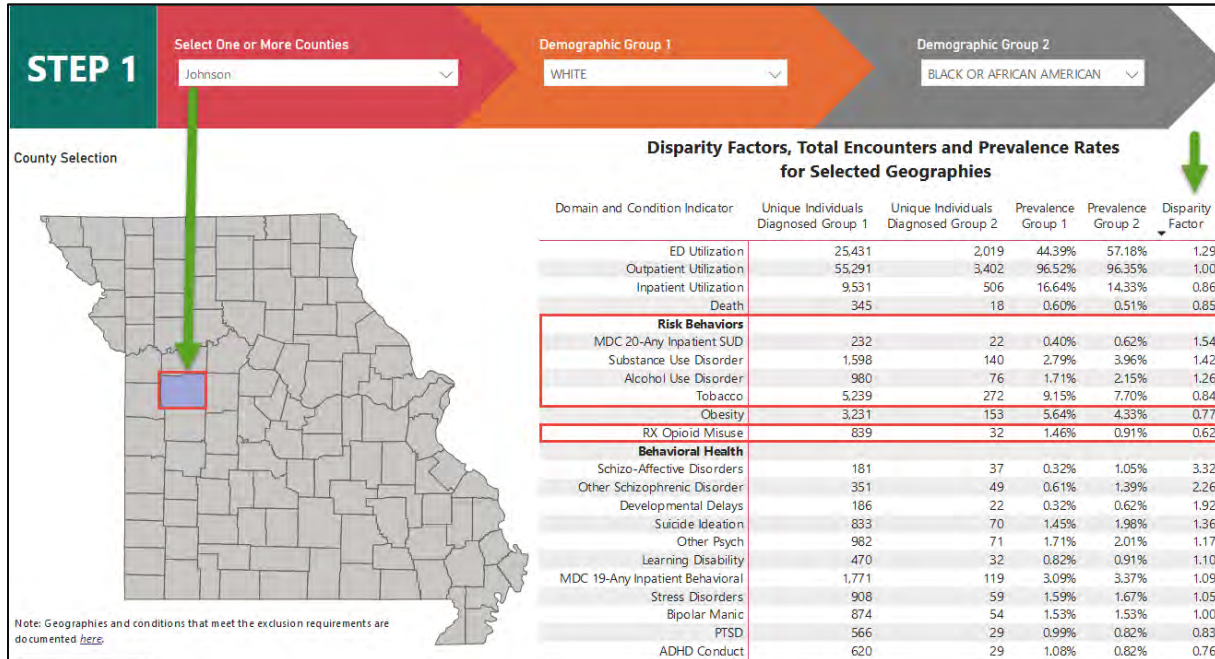 STEP 1
Select One or More Counties
Johnson
Demographic Group 1
WHITE
Demographic Group 2
BLACK OR AFRICAN AMERICAN
County Selection
Disparity Factors, Total Encounters and Prevalence Rates
for Selected Geographies
Domain and Condition Indicator Unique Individuals Unique Individuals Prevalence Prevalence Disparity
Diagnosed Group 1 Diagnosed Group 2 Group 1 Group 2 Factor
ED Utilization 25,431 2,019 44.39% 57.18% 1.29
Outpatient Utilization 55,291 3,402 96.52% 96.35% 1.00
Inpatient Utilization 9,531 506 16.64% 14.33% 0.86
Death 345 18 0.60% 0.51% 0.85
Risk Behaviors
MDC 20-Any Inpatient SUD 232 22 0.40% 0.62% 1.54
Substance Use Disorder 1,598 140 2.79% 3.96% 1.42
Alcohol Use Disorder 980 76 1.71% 2.15% 1.26
Tobacco 5,239 272 9.15% 7.70% 0.84
Obesity 3,231 153 5.64% 4.33% 0.77
RX Opioid Misuse 839 32 1.46% 0.91% 0.62
Behavioral Health
Schizo-Affective Disorders 181 37 0.32% 1.05% 3.32
Other Schizophrenic Disorder 351 49 0.61% 1.39% 2.26
Developmental Delays 186 22 0.32% 0.62% 1.92
Suicide Ideation 833 70 1.45% 1.98% 1.36
Other Psych 982 71 1.71% 2.01% 1.17
Learning Disability 470 32 0.82% 0.91% 1.10
MDC 19-Any Inpatient Behavioral 1,771 119 3.09% 3.37% 1.09
Stress Disorders 908 59 1.59% 1.67% 1.05
Bipolar Manic 874 54 1.53% 1.53% 1.00
PTSD 566 29 0.99% 0.82% 0.83
ADHD Conduct 620 29 1.08% 0.82% 0.76
Note: Geographies and conditions that meet the exclusion requirements are
documented here.